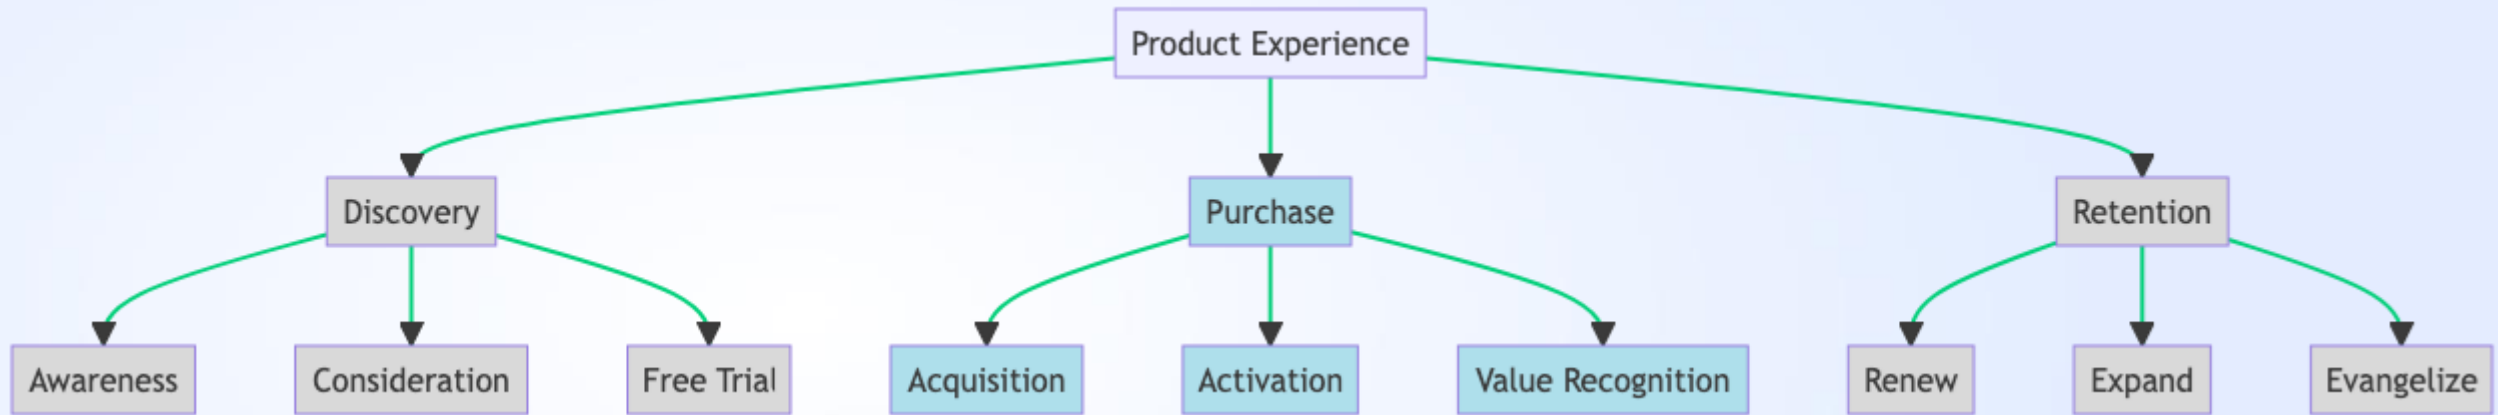 Product Experience
Discovery
Purchase
Retention
Awareness
Consideration
Free Trial
Acquisition
Activation
Value Recognition
Renew
Expand
Evangelize